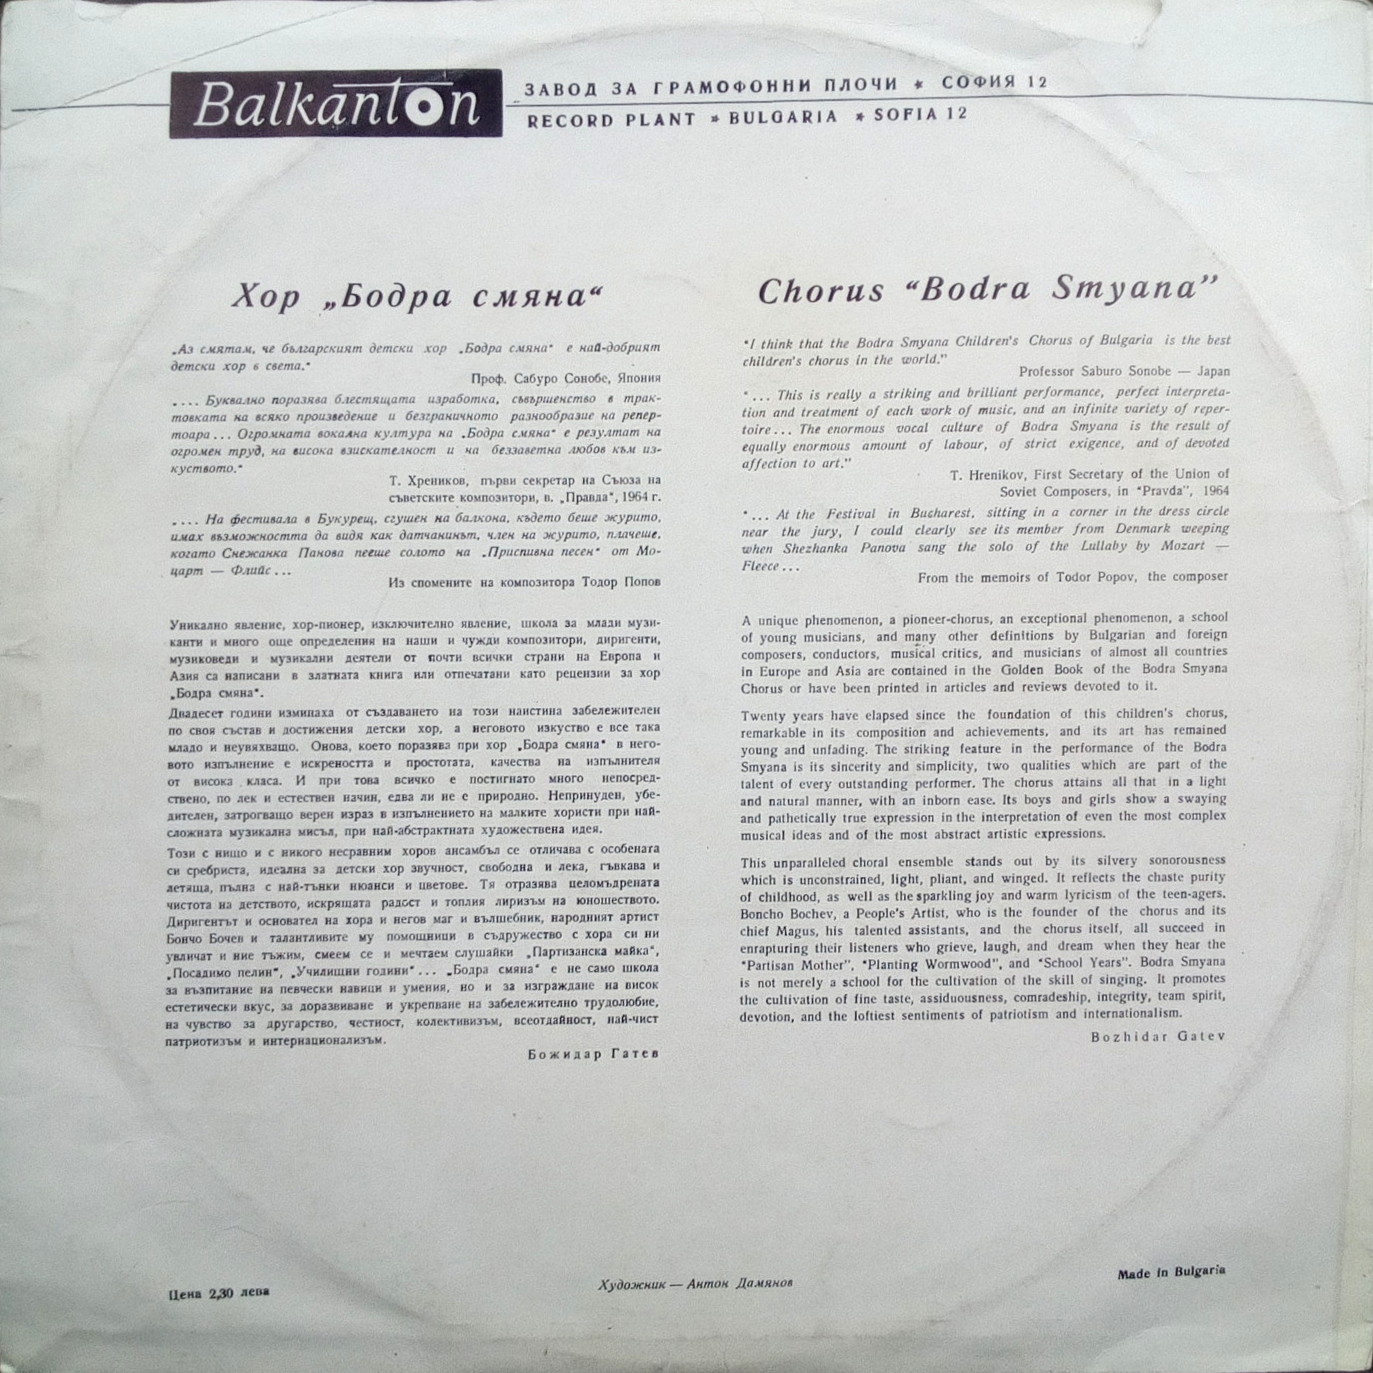 Balkanton
ЗАВОД ЗА ГРАМОФОННИ ПЛОЧИ * СОФИЯ 12
RECORD PLANT * BULGARIA * SOFIA 12
Хор „Бодра смяна“
„Аз смятам, че българският детски хор „Бодра смяна“ е най-добрият
детски хор в света.“
Проф. Сабуро Сонобе, Япония
„.... Буквално поразява блестящата изработка, съвършенство в трак-
товката на всяко произведение и безграничното разнообразие на репер-
тоара... Огромната вокална култура на „Бодра смяна“ е резултат на
огромен труд, на висока взискателност и на беззаветна любов към из-
куството.“
Т. Хреников, първи секретар на Съюза на
съветските композитори, в. „Правда“, 1964 г.
„.... На фестивала в Букурещ, сгушен на балкона, където беше журито,
имах възможността да видя как датчанинът, член на журито, плачеше,
когато Снежанка Панова пееше солото на „Приспивна песен“ от Мо-
царт — Флийс...
Из спомените на композитора Тодор Попов
Уникално явление, хор-пионер, изключително явление, школа за млади музи-
канти и много още определения на наши и чужди композитори, диригенти,
музиковеди и музикални деятели от почти всички страни на Европа и
Азия са написани в златната книга или отпечатани като рецензии за хор
„Бодра смяна“.
Двадесет години изминаха от създаването на този наистина забележителен
по своя състав и достижения детски хор, а неговото изкуство е все така
младо и неувяхващо. Онова, което поразява при хор „Бодра смяна“ в него-
вото изпълнение е искреността и простотата, качества на изпълнителя
от висока класа. И при това всичко е постигнато много непосред-
ствено, по лек и естествен начин, едва ли не е природно. Непринуден, убе-
дителен, затрогващо верен израз в изпълнението на малките хористи при най-
сложната музикална мисъл, при най-абстрактната художествена идея.
Този с нищо и с никого несравним хоров ансамбъл се отличава с особената
си сребриста, идеална за детски хор звучност, свободна и лека, гъвкава и
летяща, пълна с най-тънки нюанси и цветове. Тя отразява целомъдрената
чистота на детството, искрящата радост и топлия лиризъм на юношеството.
Диригентът и основател на хора и негов маг и вълшебник, народният артист
Бончо Бочев и талантливите му помощници в съдружество с хора си ни
увличат и ние тъжим, смеем се и мечтаем слушайки „Партизанска майка“,
„Посадимо пелин“, „Училищни години“... „Бодра смяна“ е не само школа
за възпитание на певчески навици и умения, но и за изграждане на висок
естетически вкус, за доразвиване и укрепване на забележително трудолюбие,
на чувство за другарство, честност, колективизъм, всеотдайност, най-чист
патриотизъм и интернационализъм.
Божидар Гатев
Chorus “Bodra Smyana”
“I think that the Bodra Smyana Children's Chorus of Bulgaria is the best
children's chorus in the world.”
Professor Saburo Sonobe — Japan
“... This is really a striking and brilliant performance, perfect interpreta-
tion and treatment of each work of music, and an infinite variety of reper-
toire... The enormous vocal culture of Bodra Smyana is the result of
equally enormous amount of labour, of strict exigence, and of devoted
affection to art.”
T. Hrenikov, First Secretary of the Union of
Soviet Composers, in “Pravda”, 1964
“... At the Festival in Bucharest, sitting in a corner in the dress circle
near the jury, I could clearly see its member from Denmark weeping
when Shezhanka Panova sang the solo of the Lullaby by Mozart —
Fleece...
From the memoirs of Todor Popov, the composer
A unique phenomenon, a pioneer-chorus, an exceptional phenomenon, a school
of young musicians, and many other definitions by Bulgarian and foreign
composers, conductors, musical critics, and musicians of almost all countries
in Europe and Asia are contained in the Golden Book of the Bodra Smyana
Chorus or have been printed in articles and reviews devoted to it.
Twenty years have elapsed since the foundation of this children's chorus,
remarkable in its composition and achievements, and its art has remained
young and unfading. The striking feature in the performance of the Bodra
Smyana is its sincerity and simplicity, two qualities which are part of the
talent of every outstanding performer. The chorus attains all that in a light
and natural manner, with an inborn ease. Its boys and girls show a swaying
and pathetically true expression in the interpretation of even the most complex
musical ideas and of the most abstract artistic expressions.
This unparalleled choral ensemble stands out by its silvery sonorousness
which is unconstrained, light, pliant, and winged. It reflects the chaste purity
of childhood, as well as the sparkling joy and warm lyricism of the teen-agers.
Boncho Bochev, a People's Artist, who is the founder of the chorus and its
chief Magus, his talented assistants, and the chorus itself, all succeed in
enrapturing their listeners who grieve, laugh, and dream when they hear the
“Partisan Mother”, “Planting Wormwood”, and “School Years”. Bodra Smyana
is not merely a school for the cultivation of the skill of singing. It promotes
the cultivation of fine taste, assiduousness, comradeship, integrity, team spirit,
devotion, and the loftiest sentiments of patriotism and internationalism.
Bozhidar Gatev
Цена 2,30 лева
Художник — Антон Дамянов
Made in Bulgaria